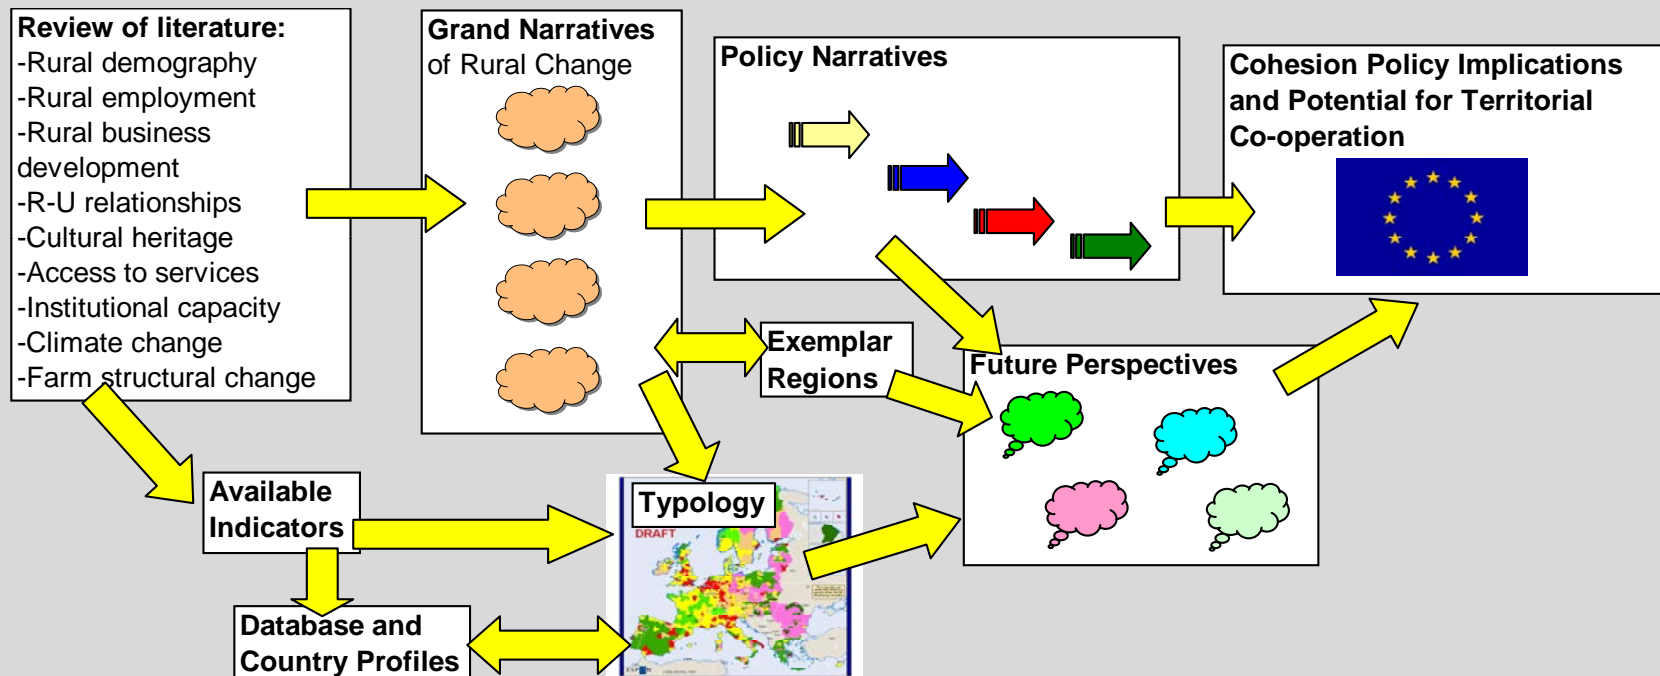 Review of literature:
-Rural demography
-Rural employment
-Rural business
development
-R-U relationships
-Cultural heritage
-Access to services
-Institutional capacity
-Climate change
-Farm structural change
Grand Narratives
of Rural Change
Policy Narratives
Cohesion Policy Implications
and Potential for Territorial
Co-operation
Exemplar
Regions
Future Perspectives
Available
Indicators
Typology
DRAFT
Database and
Country Profiles